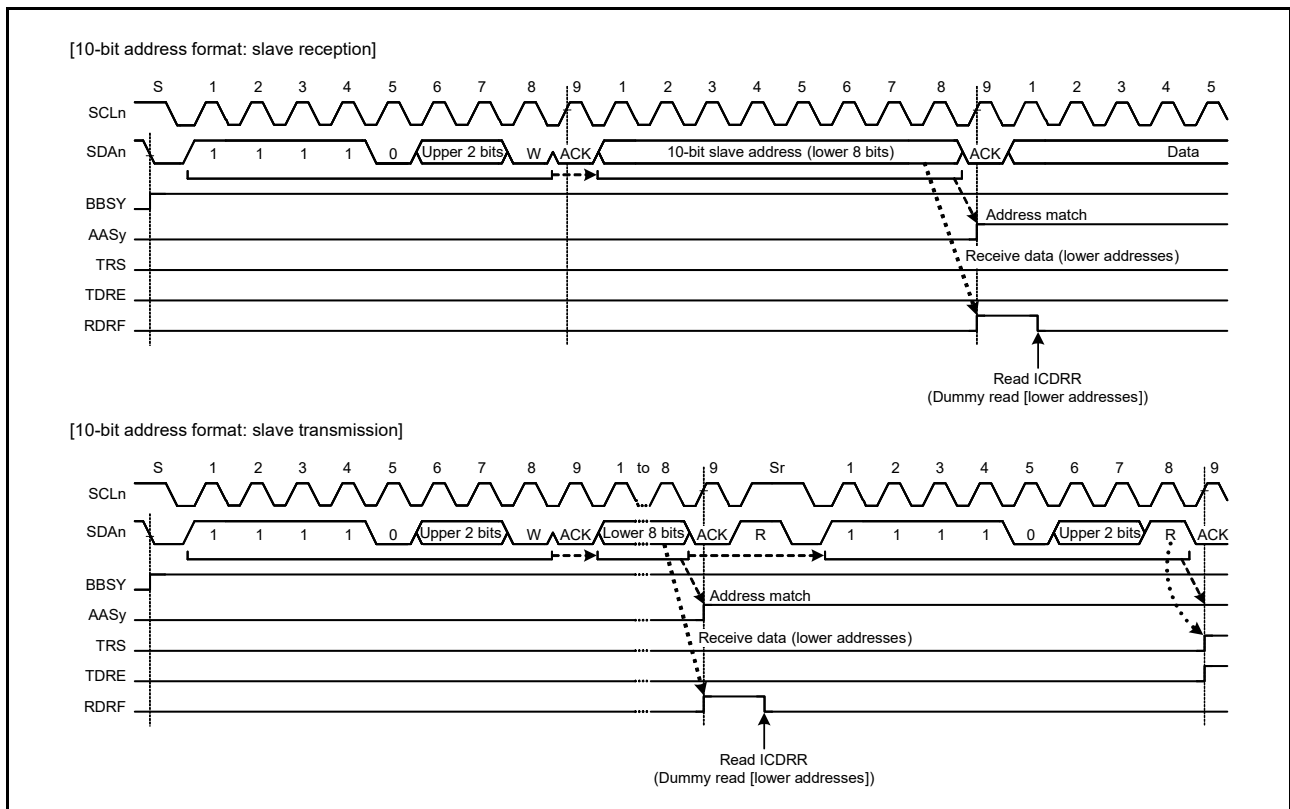 [10-bit address format: slave reception]
S 1 2 3 4 5 6 7 8 9 1 2 3 4 5 6 7 8 9 1 2 3 4 5
SCLn
SDAn 1 1 1 1 0 Upper 2 bits W ACK 10-bit slave address (lower 8 bits) ACK Data
BBSY
Address match
AASy
Receive data (lower addresses)
TRS
TDRE
RDRF
Read ICDRR
(Dummy read [lower addresses])
[10-bit address format: slave transmission]
S 1 2 3 4 5 6 7 8 9 1 to 8 9 Sr 1 2 3 4 5 6 7 8 9
SCLn
SDAn 1 1 1 1 0 Upper 2 bits W ACK Lower 8 bits ACK R 1 1 1 1 0 Upper 2 bits R ACK
BBSY
Address match
AASy
Receive data (lower addresses)
TRS
TDRE
RDRF
Read ICDRR
(Dummy read [lower addresses])